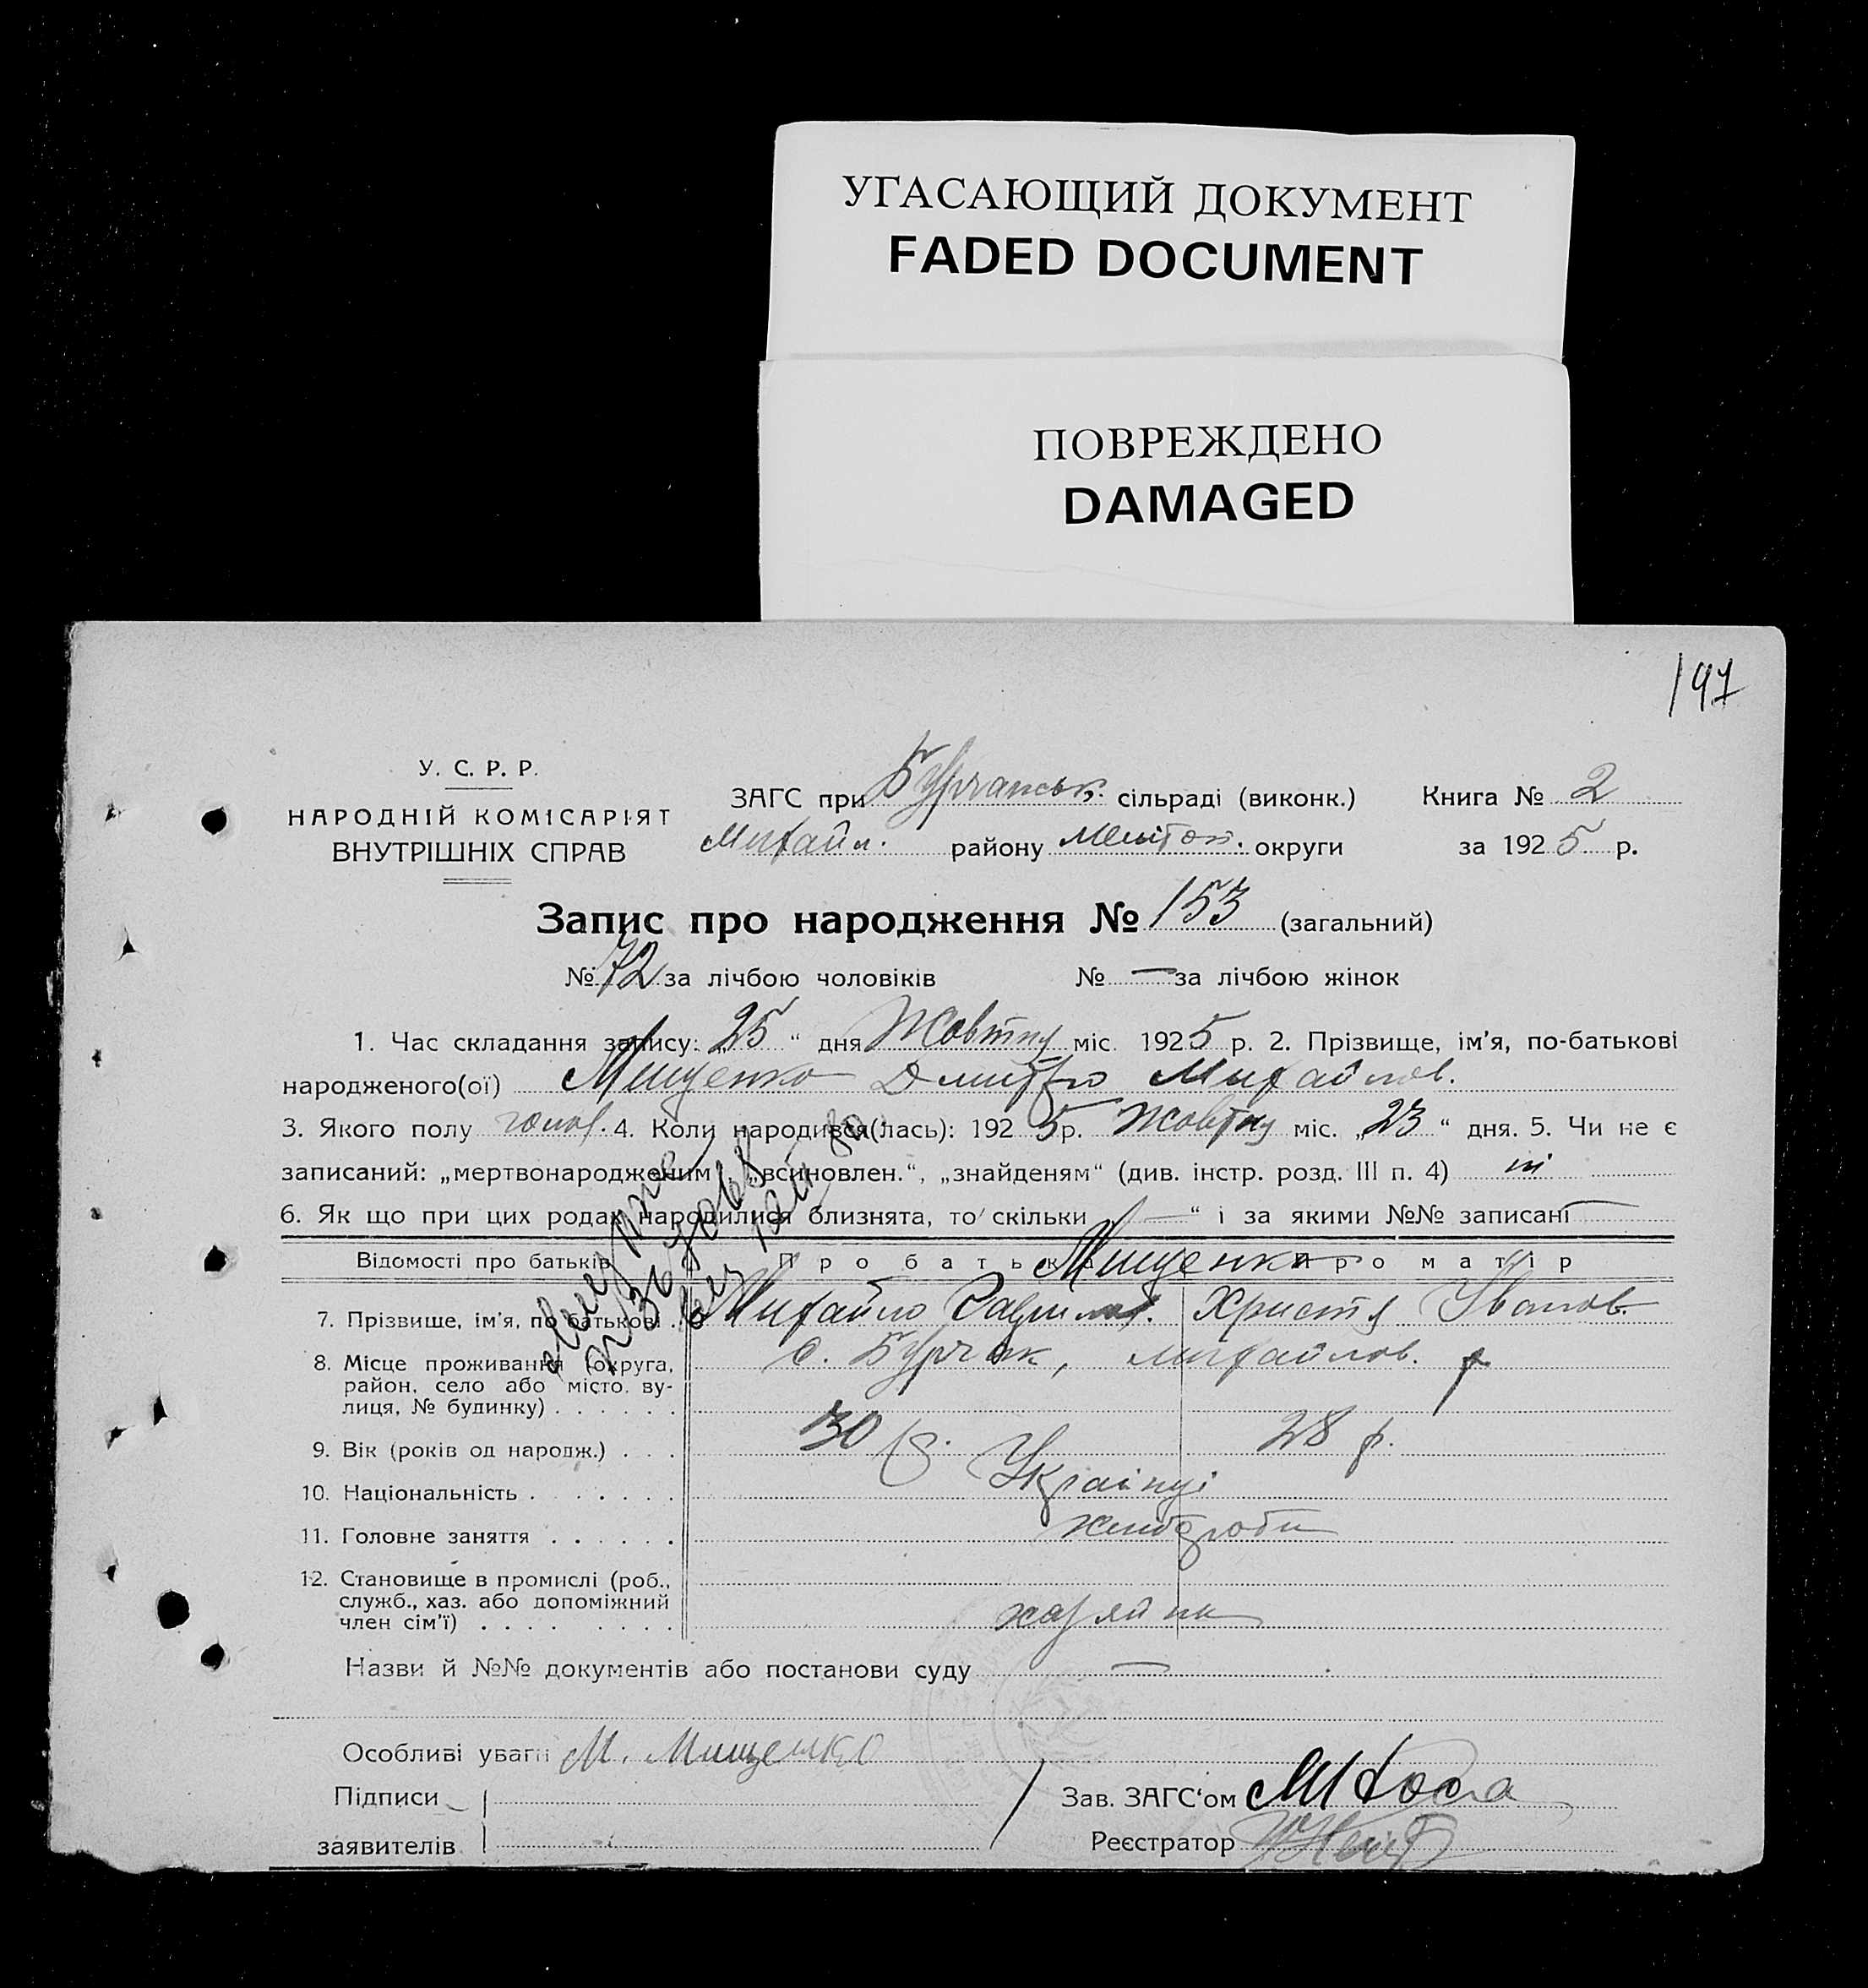 УГАСАЮЩИЙ ДОКУМЕНТ
FADED DOCUMENT
ПОВРЕЖДЕНО
DAMAGED
197
У. С. Р. Р.
НАРОДНІЙ КОМІСАРІЯТ
ВНУТРІШНІХ СПРАВ
ЗАГС при Бурчанськ. сільраді (виконк.) Книга № 2
Михайл. району Меліton. округи за 1925 р.
Запис про народження № 153 (загальний)
№ 72 за лічбою чоловіків № — за лічбою жінок
1. Час складання запису: „25“ дня Жовтня міс. 1925 р. 2. Прізвище, ім'я, по-батькові
народженого(ої) Мищенко Дмитро Михайлов.
3. Якого полу чолов. 4. Коли народився(лась): 1925 р. Жовтня міс. „23“ дня. 5. Чи не є
записаний: „мертвонародженим“, „всиновлен.“, „знайденям“ (див. інстр. розд. III п. 4) ні
6. Як що при цих родах народилися близнята, то скільки —“ і за якими №№ записані —
Відомості про батьків Про батька Мищенко Про матір
7. Прізвище, ім'я, по батькові . Михайло Гаврилов. Христя Іванов.
8. Місце проживання (округа, с. Бурчак, михайлов. р
район, село або місто, ву-
лиця, № будинку) . . . . . .
9. Вік (років од народж.) . . . 30 р. 28 р.
10. Національність . . . . . . . Українці
11. Головне заняття . . . . . . хлібороби
12. Становище в промислі (роб.,
служб., хаз. або допоміжний хазяїни
член сім'ї) . . . . . . . .
Назви й №№ документів або постанови суду —
Особливі уваги М. Мищенко
Підписи Зав. ЗАГС'ом
заявителів Реєстратор